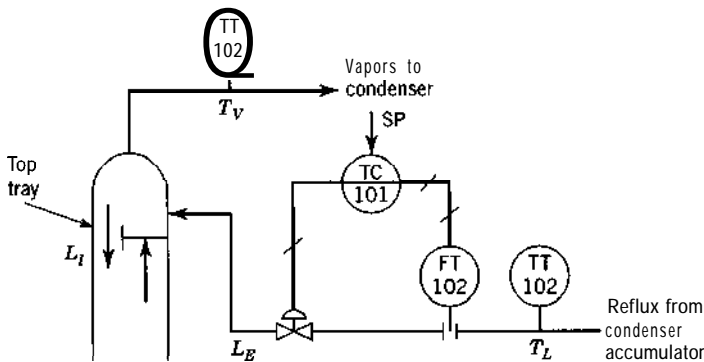 TT
102
Vapors to
condenser
T_V
SP
TC
101
Top
tray
L_l
FT
102
TT
102
Reflux from
condenser
accumulator
L_E
T_L